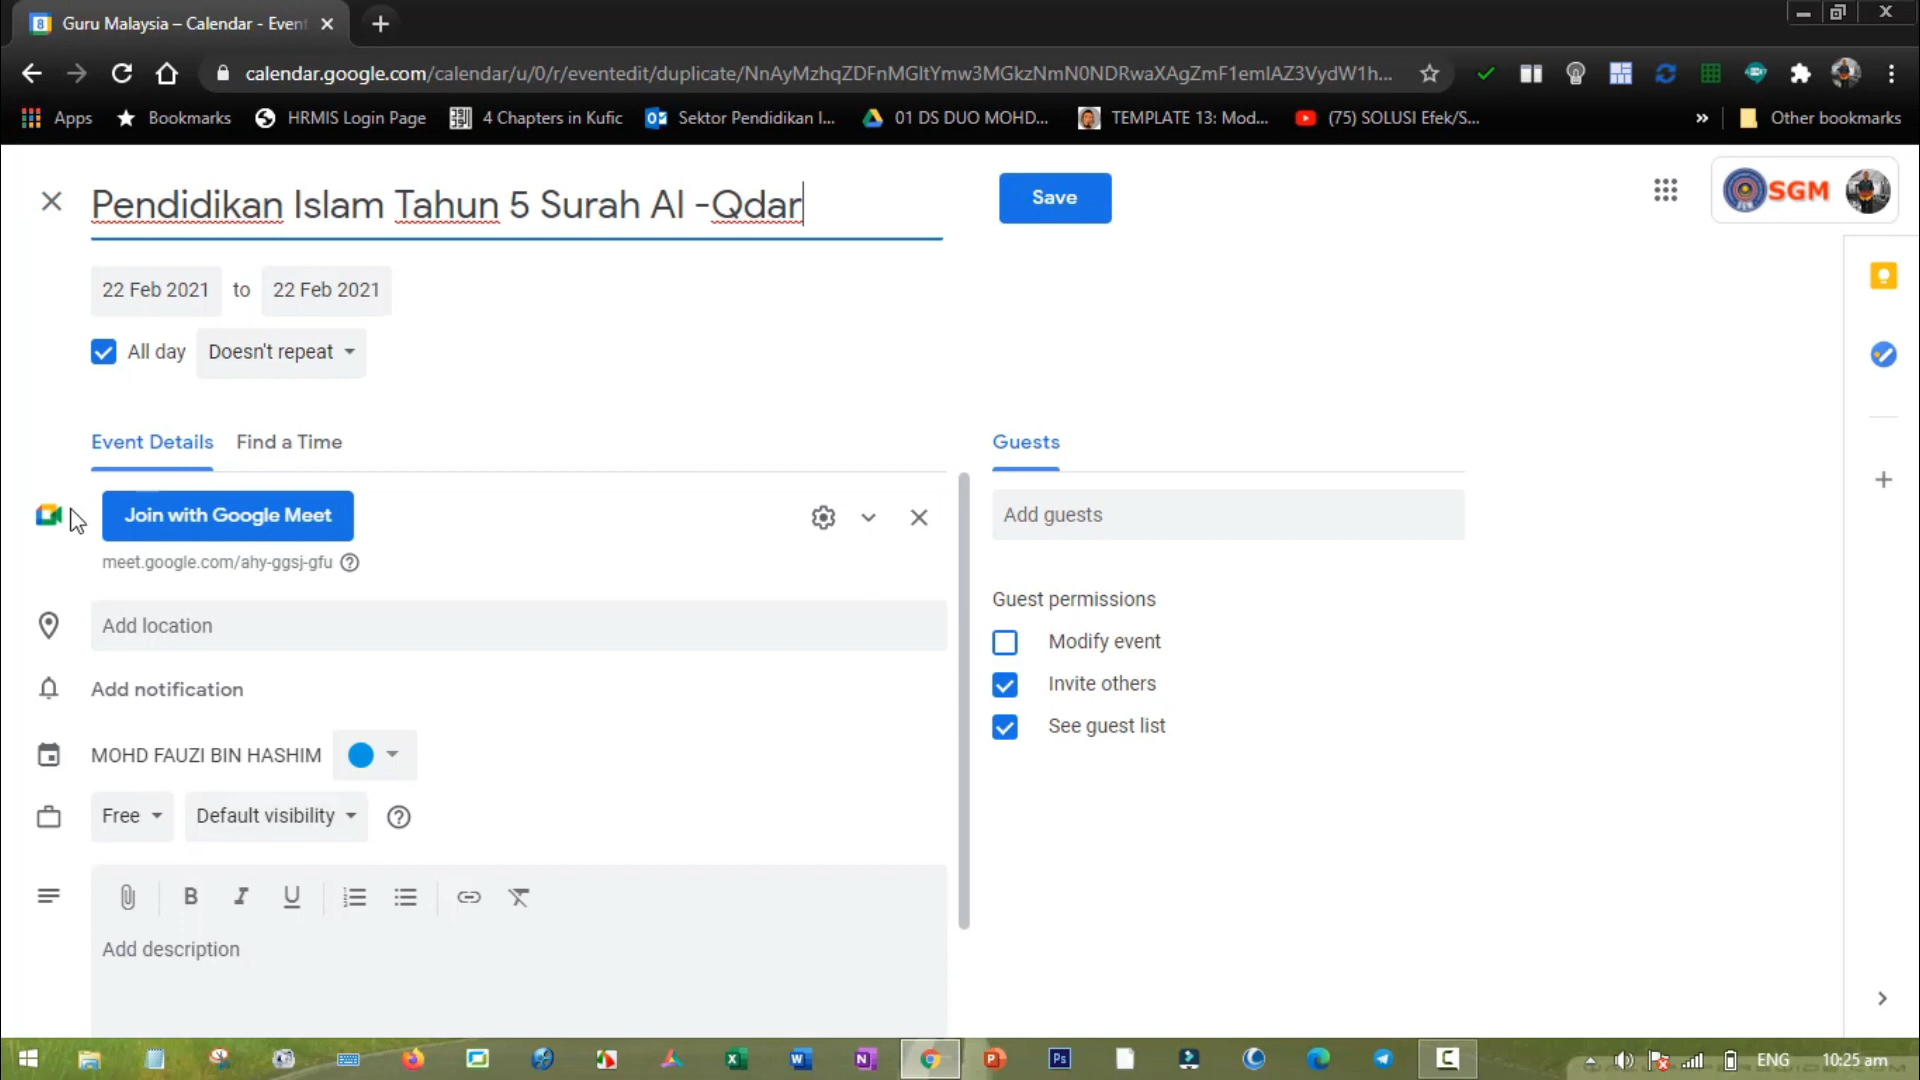 Guru Malaysia – Calendar - Even
calendar.google.com/calendar/u/0/r/eventedit/duplicate/NnAyMzhqZDFnMGltYmw3MGkzNmN0NDRwaXAgZmF1emlAZ3VydW1h...
Apps Bookmarks HRMIS Login Page 4 Chapters in Kufic Sektor Pendidikan I... 01 DS DUO MOHD... TEMPLATE 13: Mod... (75) SOLUSI Efek/S... » Other bookmarks
Pendidikan Islam Tahun 5 Surah Al -Qdar
Save
SGM
22 Feb 2021 to 22 Feb 2021
All day Doesn't repeat
Event Details Find a Time Guests
Join with Google Meet
Add guests
meet.google.com/ahy-ggsj-gfu
Guest permissions
Add location
Modify event
Add notification
Invite others
See guest list
MOHD FAUZI BIN HASHIM
Free Default visibility
B I U
Add description
ENG 10:25 am